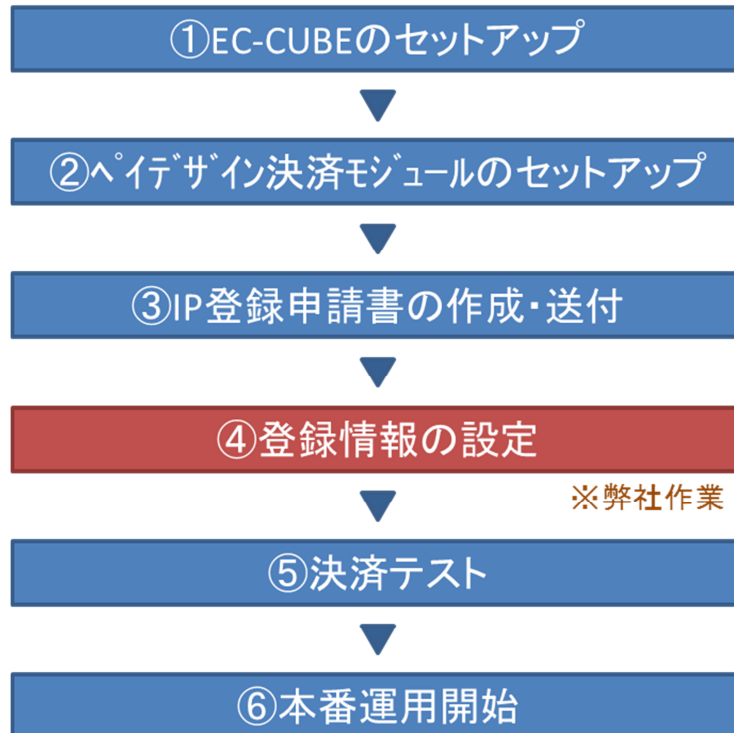 ①EC-CUBEのセットアップ
②ﾍﾟｲﾃﾞｻﾞｲﾝ決済ﾓｼﾞｭｰﾙのセットアップ
③IP登録申請書の作成・送付
④登録情報の設定
※弊社作業
⑤決済テスト
⑥本番運用開始